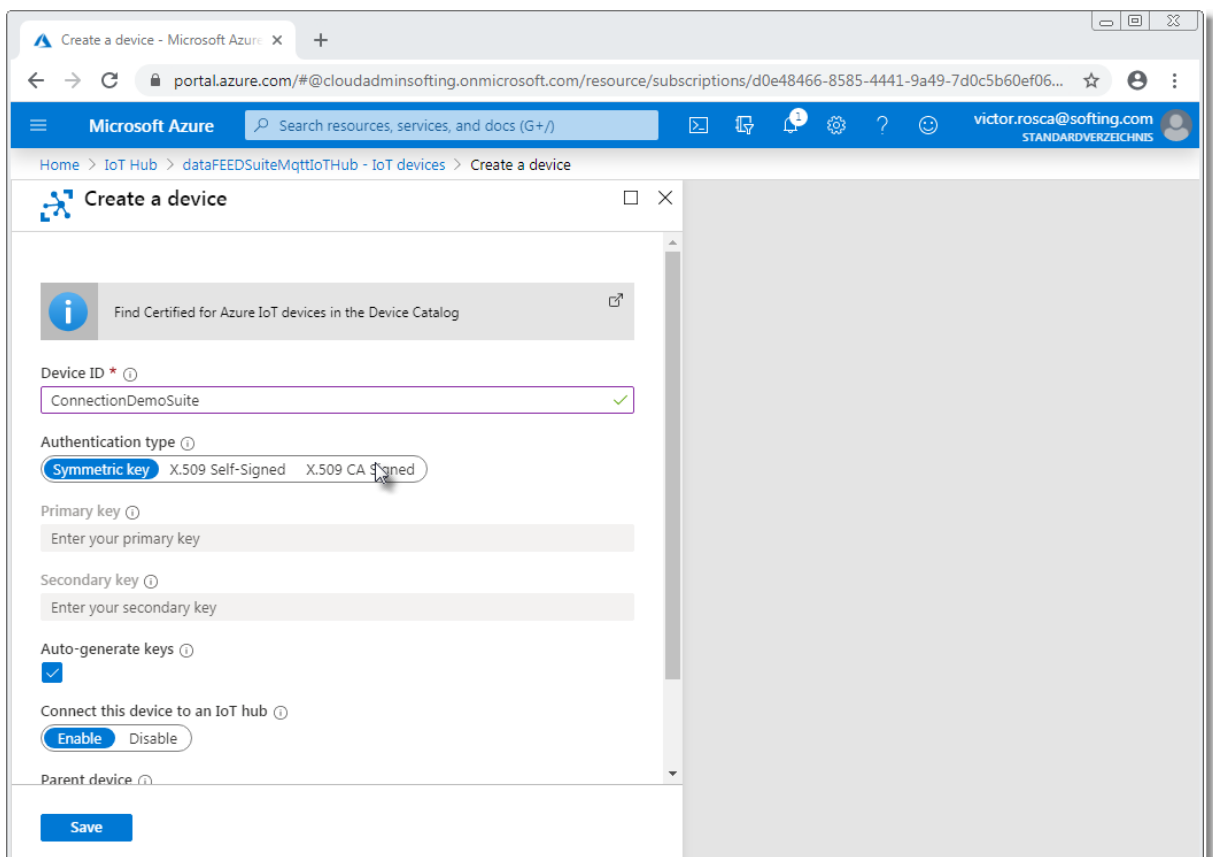 Create a device - Microsoft Azure
portal.azure.com/#@cloudadminsofting.onmicrosoft.com/resource/subscriptions/d0e48466-8585-4441-9a49-7d0c5b60ef06...
Microsoft Azure
Search resources, services, and docs (G+/)
1
victor.rosca@softing.com
STANDARDVERZEICHNIS
Home > IoT Hub > dataFEEDSuiteMqttIoTHub - IoT devices > Create a device
Create a device
Find Certified for Azure IoT devices in the Device Catalog
Device ID *
ConnectionDemoSuite
Authentication type
Symmetric key X.509 Self-Signed X.509 CA Signed
Primary key
Enter your primary key
Secondary key
Enter your secondary key
Auto-generate keys
Connect this device to an IoT hub
Enable Disable
Parent device
Save